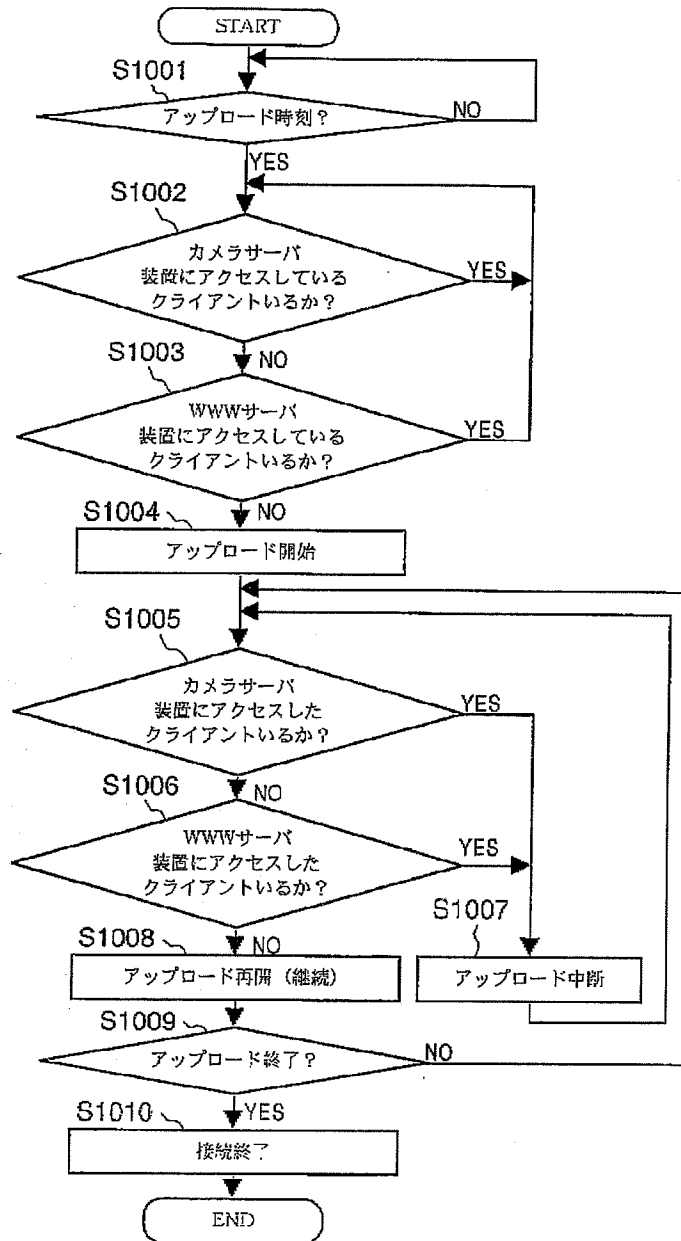 START
S1001
アップロード時刻？
NO
YES
S1002
カメラサーバ
装置にアクセスしている
クライアントいるか？
YES
NO
S1003
WWWサーバ
装置にアクセスしている
クライアントいるか？
YES
NO
S1004
アップロード開始
S1005
カメラサーバ
装置にアクセスした
クライアントいるか？
YES
NO
S1006
WWWサーバ
装置にアクセスした
クライアントいるか？
YES
NO
S1007
アップロード中断
S1008
アップロード再開（継続）
S1009
アップロード終了？
NO
YES
S1010
接続終了
END